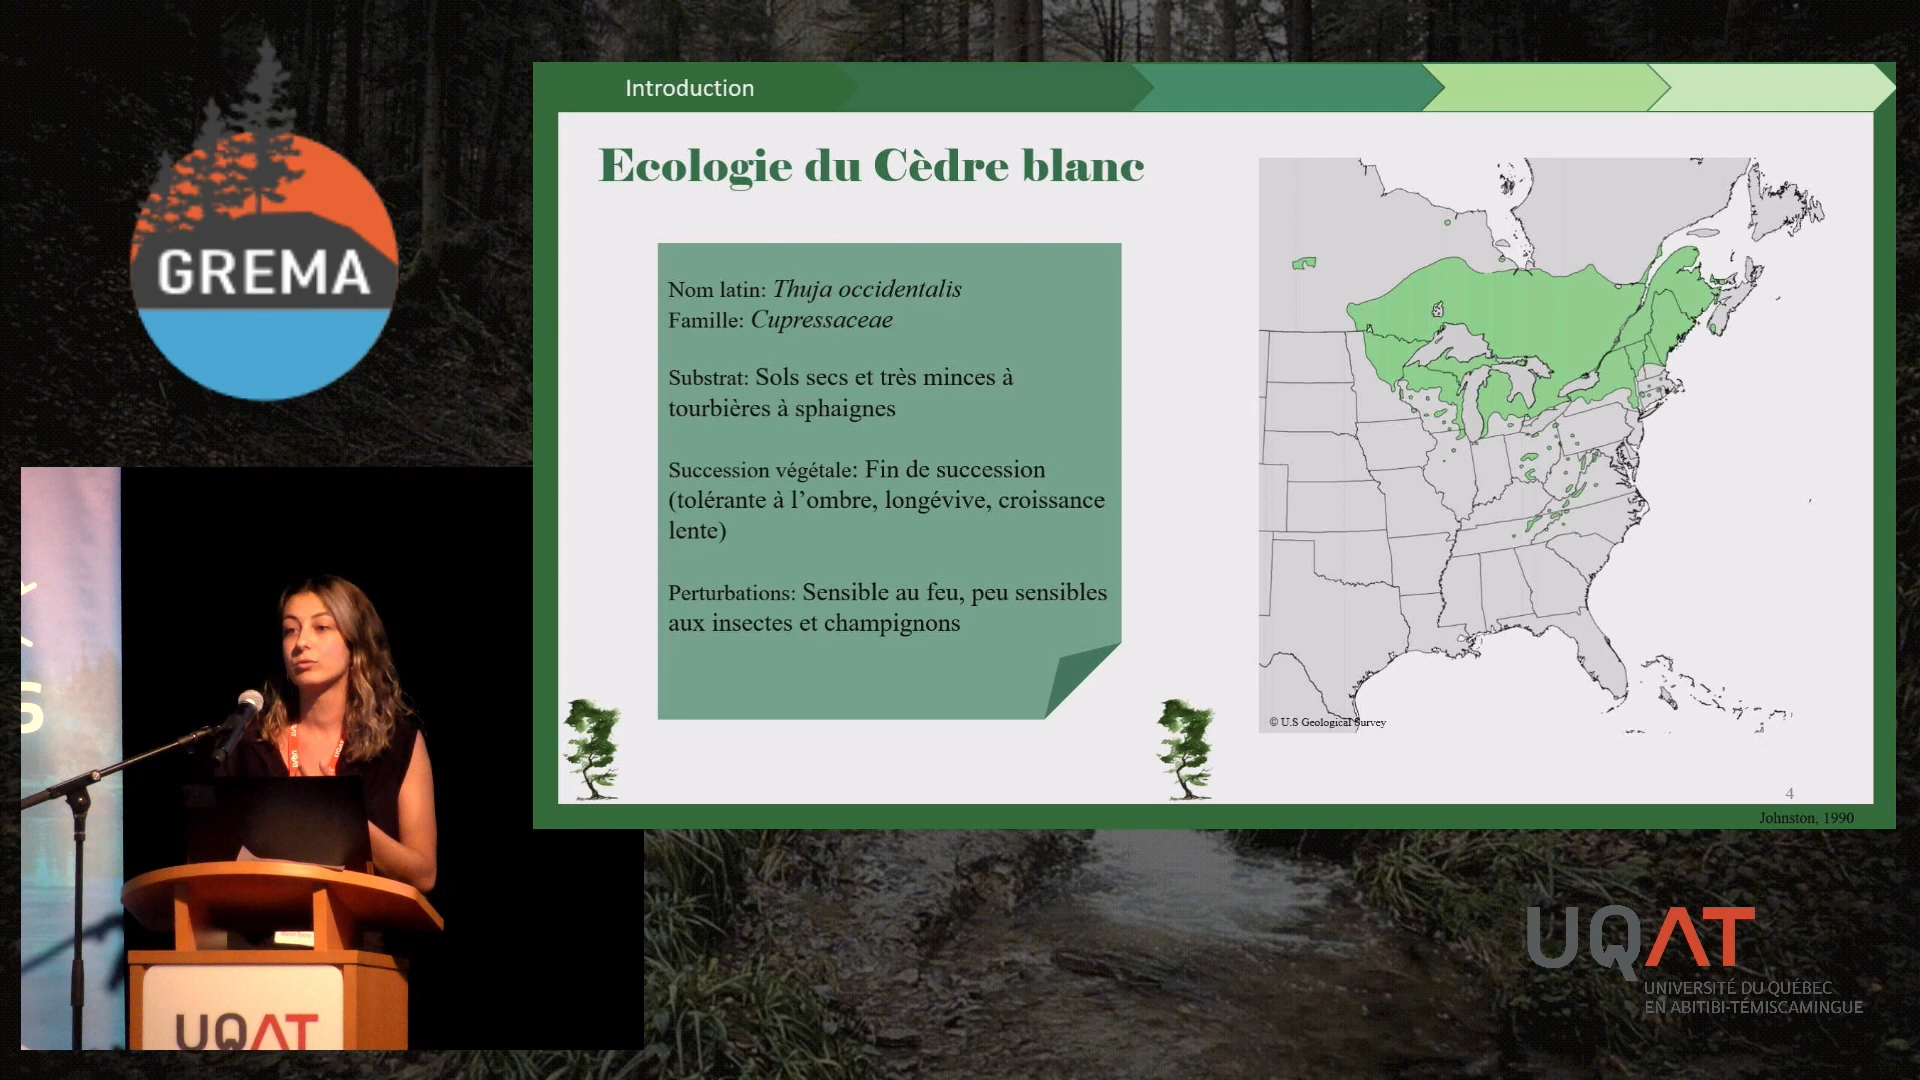 GREMA
Introduction
Ecologie du Cèdre blanc
Nom latin: Thuja occidentalis
Famille: Cupressaceae
Substrat: Sols secs et très minces à
tourbières à sphaignes
Succession végétale: Fin de succession
(tolérante à l’ombre, longévive, croissance
lente)
Perturbations: Sensible au feu, peu sensibles
aux insectes et champignons
© U.S Geological Survey
4
Johnston, 1990
S
UQAT
UQAT
UNIVERSITÉ DU QUÉBEC
EN ABITIBI-TÉMISCAMINGUE